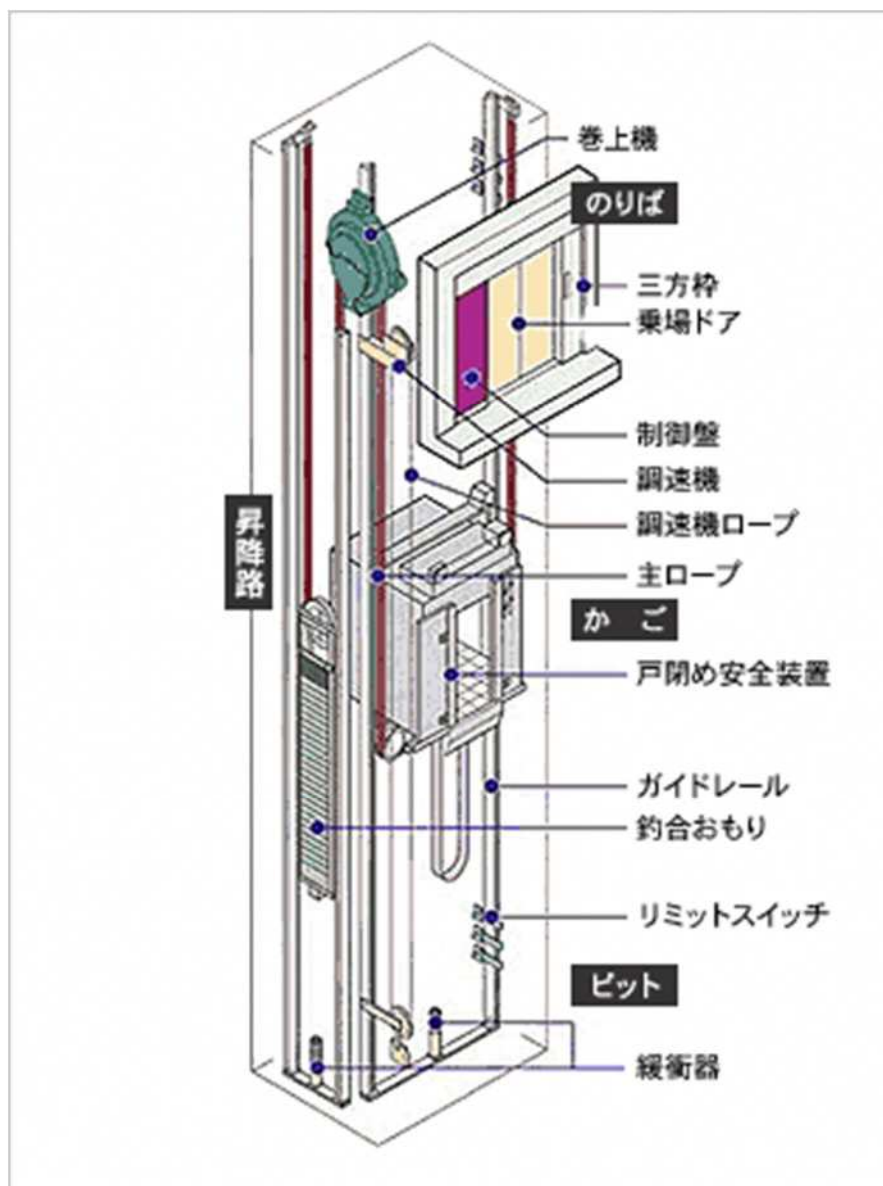 巻上機
のりば
三方枠
乗場ドア
制御盤
調速機
調速機ロープ
昇降路
主ロープ
かご
戸閉め安全装置
ガイドレール
釣合おもり
リミットスイッチ
ピット
緩衝器